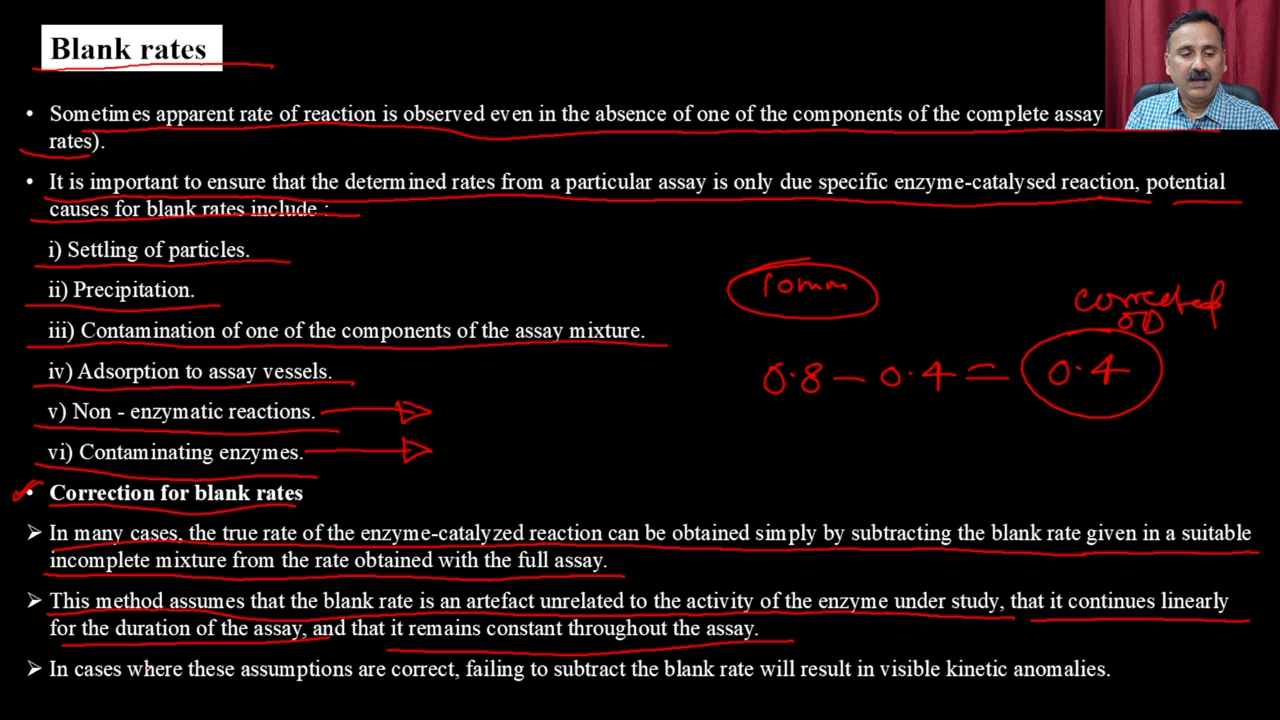 Blank rates
• Sometimes apparent rate of reaction is observed even in the absence of one of the components of the complete assay
rates).
• It is important to ensure that the determined rates from a particular assay is only due specific enzyme-catalysed reaction, potential
causes for blank rates include :
i) Settling of particles.
ii) Precipitation.
10mm
corrected
OD
iii) Contamination of one of the components of the assay mixture.
iv) Adsorption to assay vessels.
0.8 – 0.4 = 0.4
v) Non - enzymatic reactions.
vi) Contaminating enzymes.
• Correction for blank rates
➢ In many cases, the true rate of the enzyme-catalyzed reaction can be obtained simply by subtracting the blank rate given in a suitable
incomplete mixture from the rate obtained with the full assay.
➢ This method assumes that the blank rate is an artefact unrelated to the activity of the enzyme under study, that it continues linearly
for the duration of the assay, and that it remains constant throughout the assay.
➢ In cases where these assumptions are correct, failing to subtract the blank rate will result in visible kinetic anomalies.